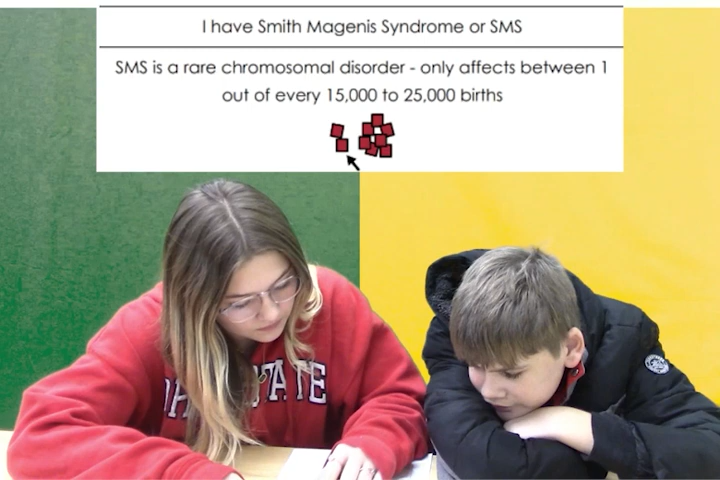 I have Smith Magenis Syndrome or SMS
SMS is a rare chromosomal disorder - only affects between 1
out of every 15,000 to 25,000 births